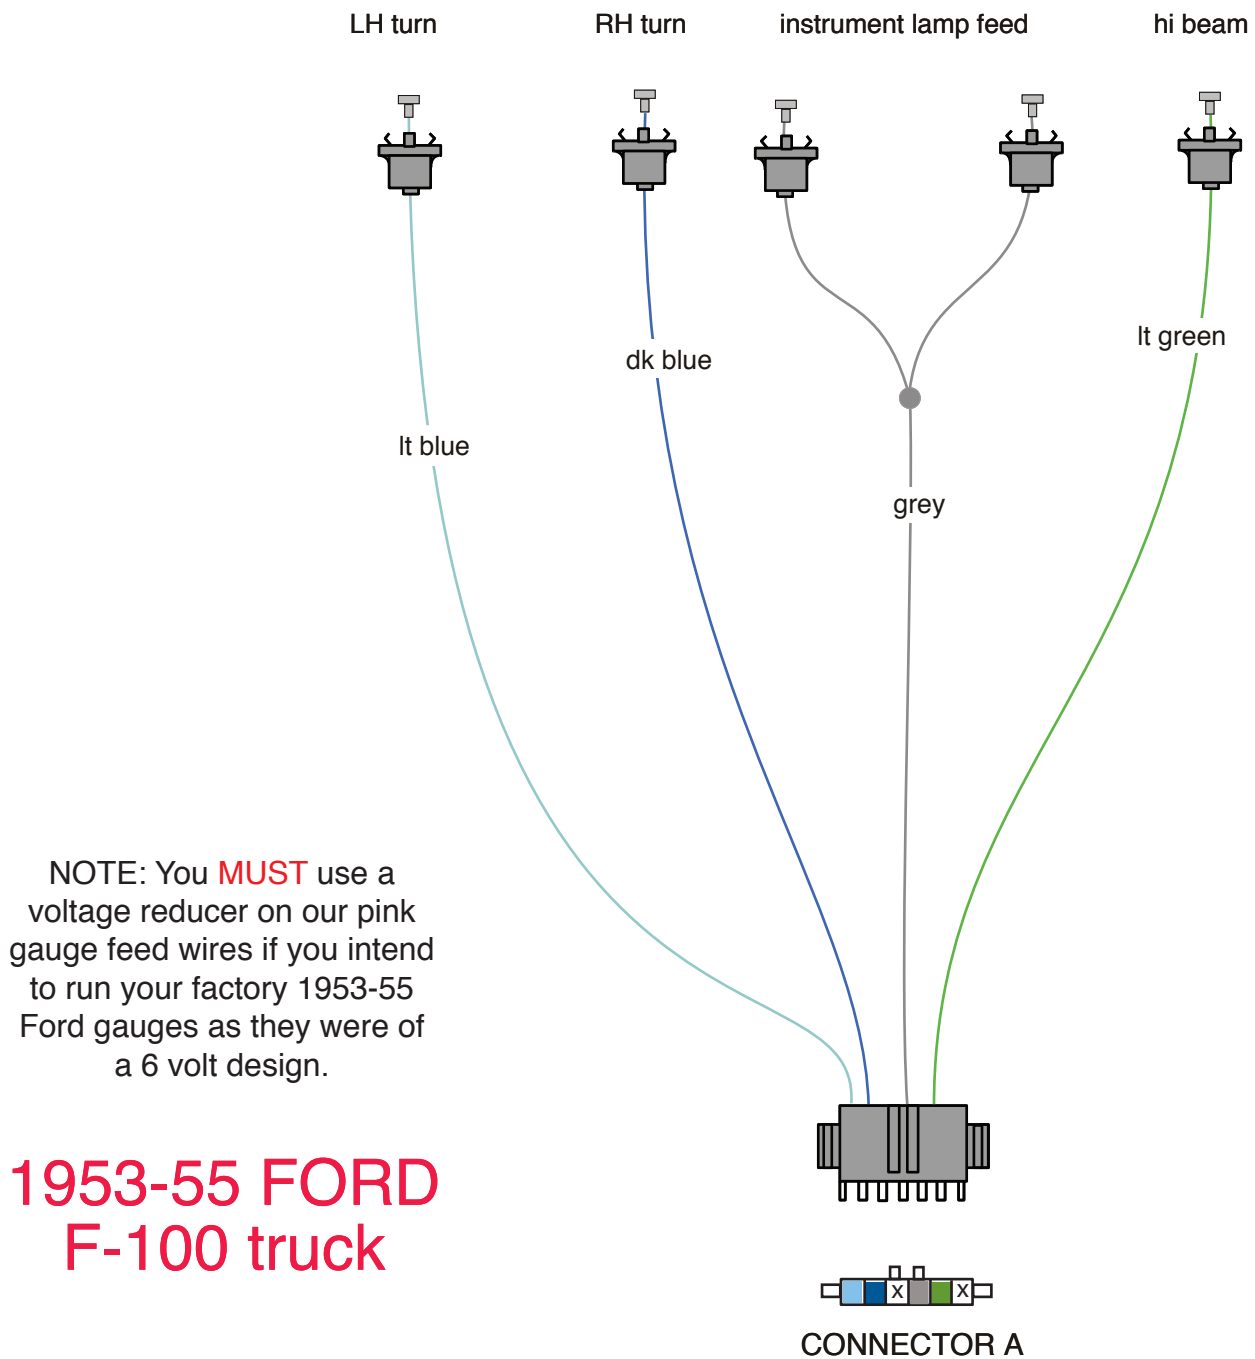 LH turn
RH turn
instrument lamp feed
hi beam
lt green
dk blue
lt blue
grey
NOTE: You MUST use a
voltage reducer on our pink
gauge feed wires if you intend
to run your factory 1953-55
Ford gauges as they were of
a 6 volt design.
1953-55 FORD
F-100 truck
X X
CONNECTOR A